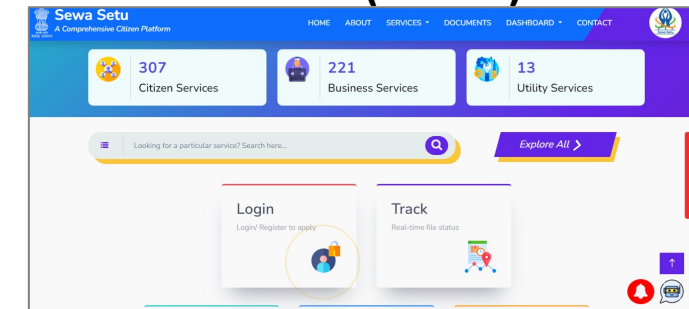 Sewa Setu
A Comprehensive Citizen Platform
HOME ABOUT SERVICES DOCUMENTS DASHBOARD CONTACT
307
Citizen Services
221
Business Services
13
Utility Services
Looking for a particular service? Search here...
Explore All
Login
Login/ Register to apply
Track
Real-time file status